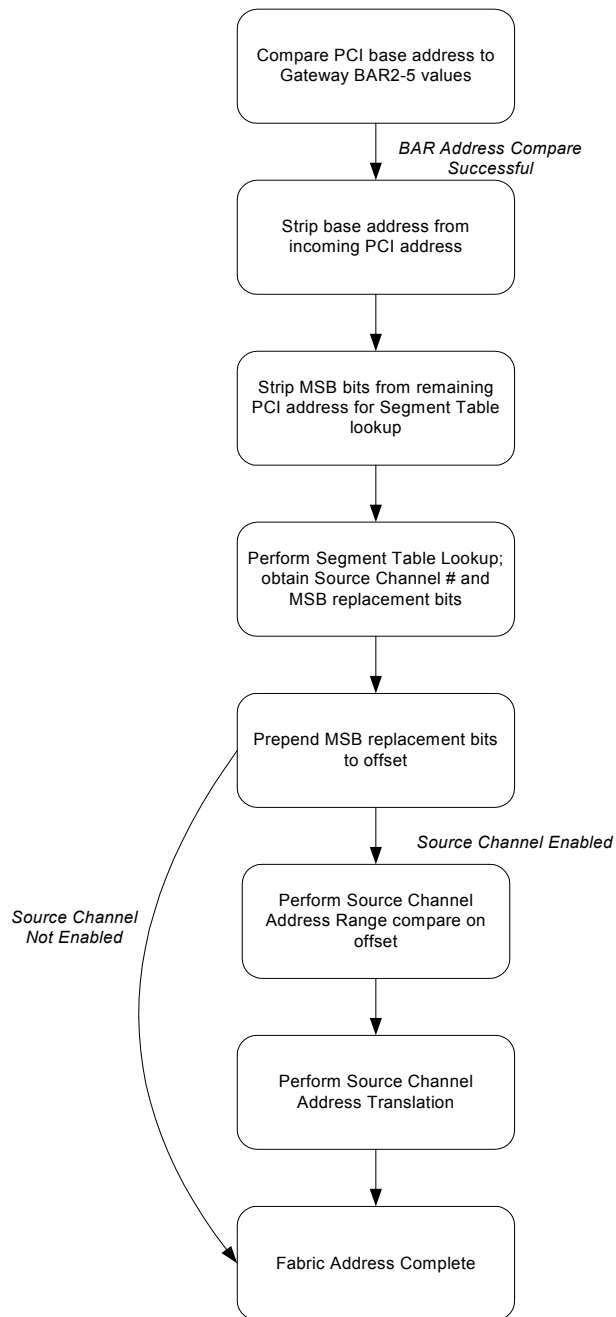 Compare PCI base address to
Gateway BAR2-5 values
BAR Address Compare
Successful
Strip base address from
incoming PCI address
Strip MSB bits from remaining
PCI address for Segment Table
lookup
Perform Segment Table Lookup;
obtain Source Channel # and
MSB replacement bits
Prepend MSB replacement bits
to offset
Source Channel Enabled
Source Channel
Not Enabled
Perform Source Channel
Address Range compare on
offset
Perform Source Channel
Address Translation
Fabric Address Complete